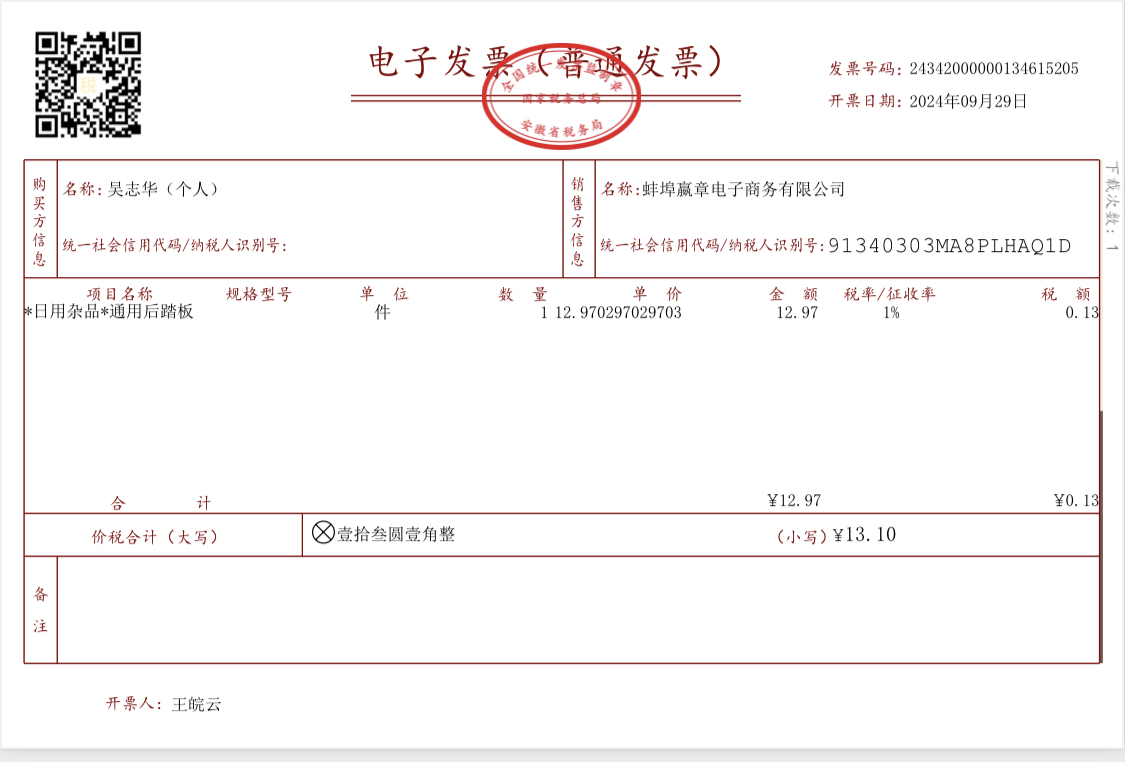 电子发票（普通发票）
全国统一发票监制章
国家税务总局
安徽省税务局
税
发票号码：24342000000134615205
开票日期：2024年09月29日
下载次数：1
购买方信息
名称：吴志华（个人）
统一社会信用代码/纳税人识别号：
销售方信息
名称：蚌埠赢章电子商务有限公司
统一社会信用代码/纳税人识别号：91340303MA8PLHAQ1D
项目名称 规格型号 单位 数量 单价 金额 税率/征收率 税额
*日用杂品*通用后踏板 件 1 12.970297029703 12.97 1% 0.13
合计 ¥12.97 ¥0.13
价税合计（大写） ⊗壹拾叁圆壹角整 （小写）¥13.10
备注
开票人：王皖云